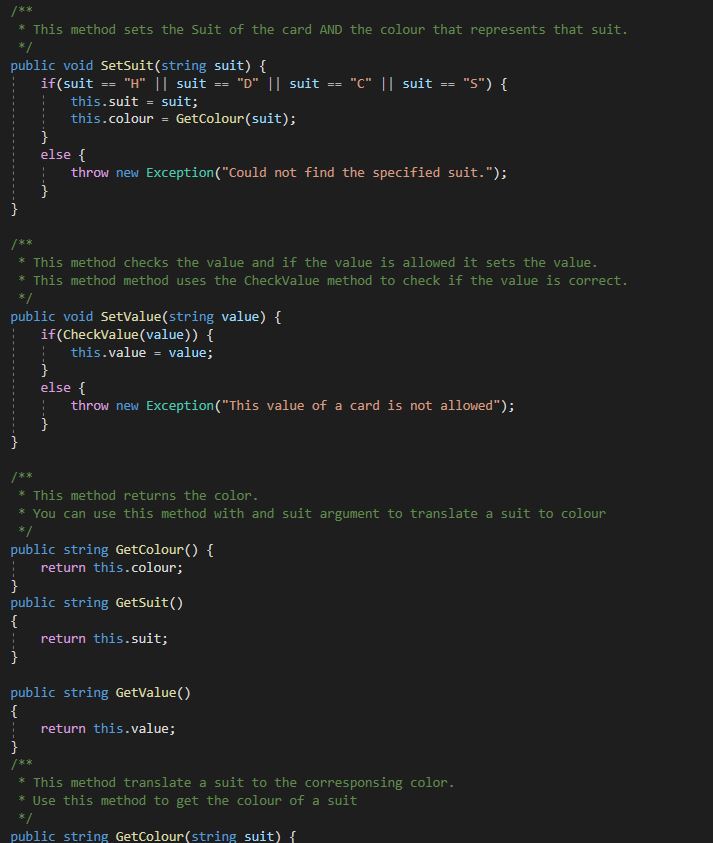 /**
 * This method sets the Suit of the card AND the colour that represents that suit.
 */
public void SetSuit(string suit) {
    if(suit == "H" || suit == "D" || suit == "C" || suit == "S") {
        this.suit = suit;
        this.colour = GetColour(suit);
    }
    else {
        throw new Exception("Could not find the specified suit.");
    }
}

/**
 * This method checks the value and if the value is allowed it sets the value.
 * This method method uses the CheckValue method to check if the value is correct.
 */
public void SetValue(string value) {
    if(CheckValue(value)) {
        this.value = value;
    }
    else {
        throw new Exception("This value of a card is not allowed");
    }
}

/**
 * This method returns the color.
 * You can use this method with and suit argument to translate a suit to colour
 */
public string GetColour() {
    return this.colour;
}
public string GetSuit()
{
    return this.suit;
}

public string GetValue()
{
    return this.value;
}
/**
 * This method translate a suit to the corresponsing color.
 * Use this method to get the colour of a suit
 */
public string GetColour(string suit) {